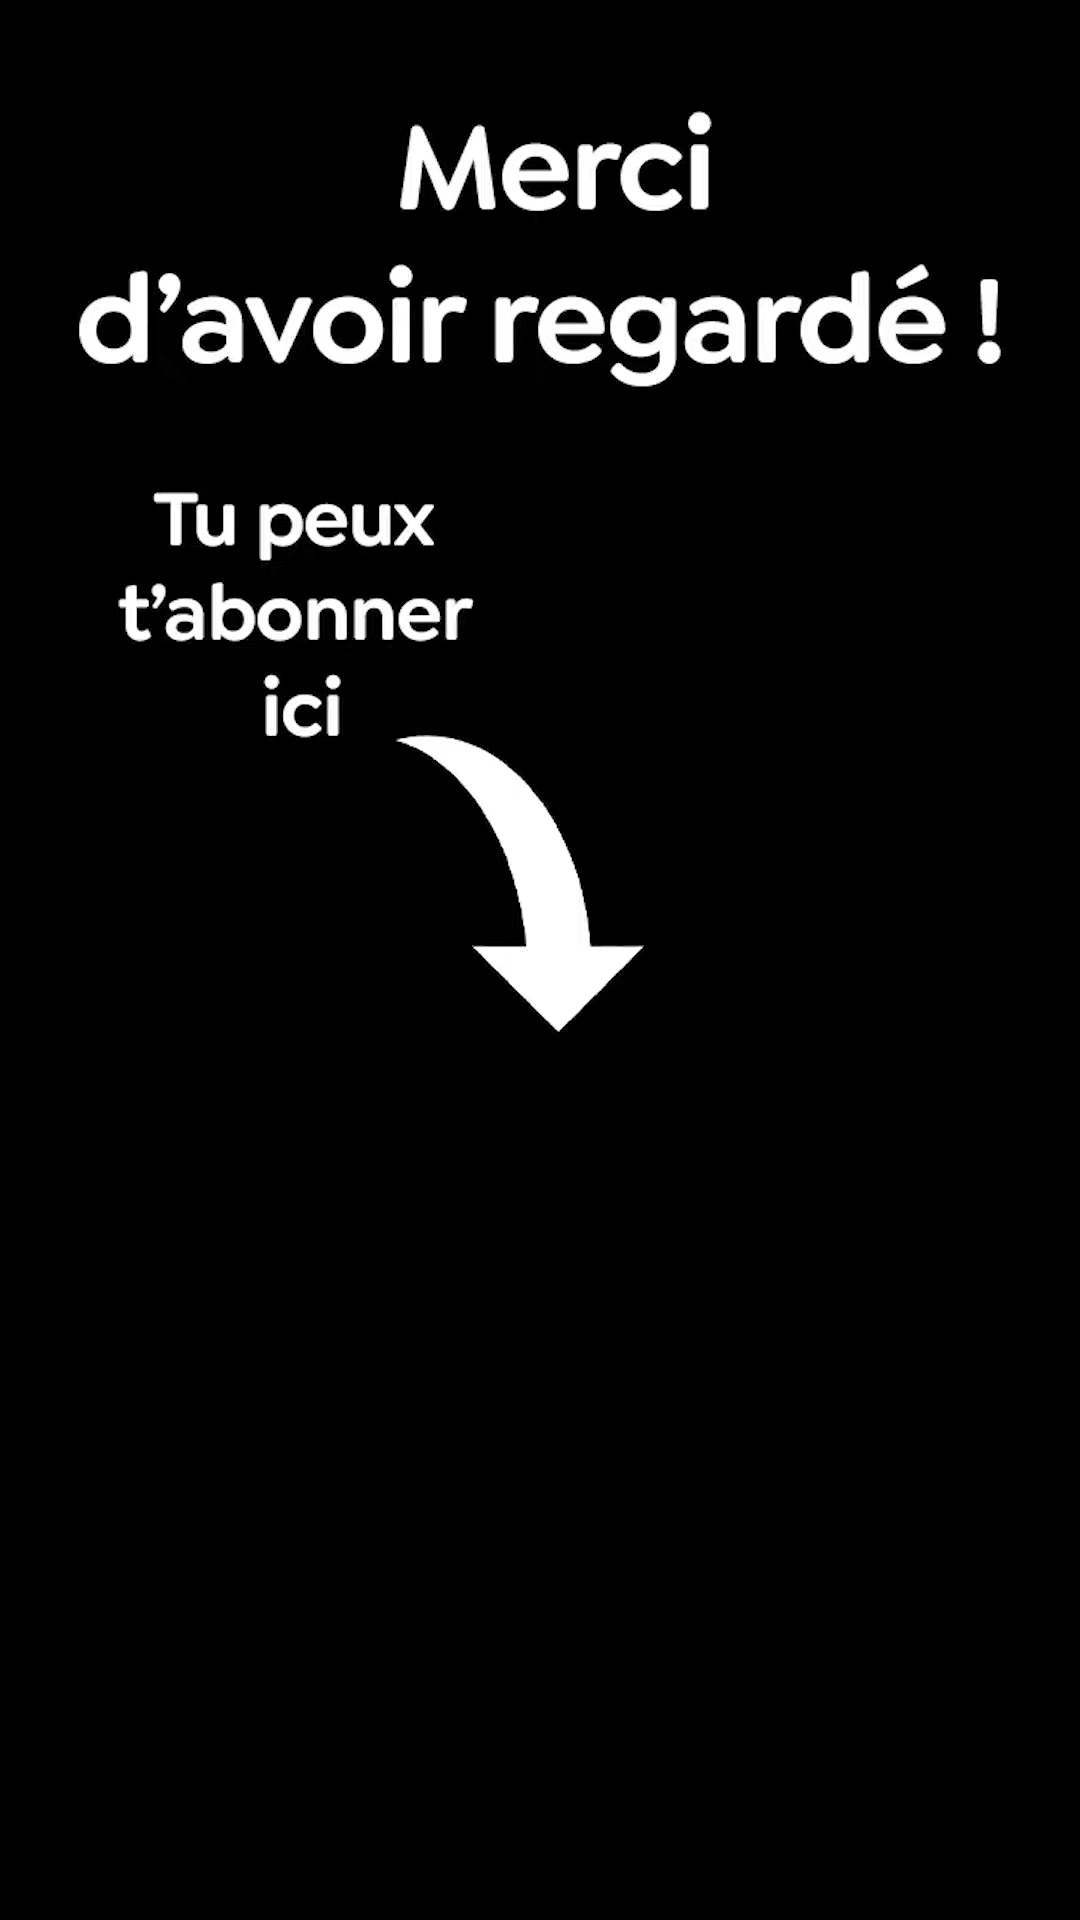 Merci
d’avoir regardé !
Tu peux
t’abonner
ici